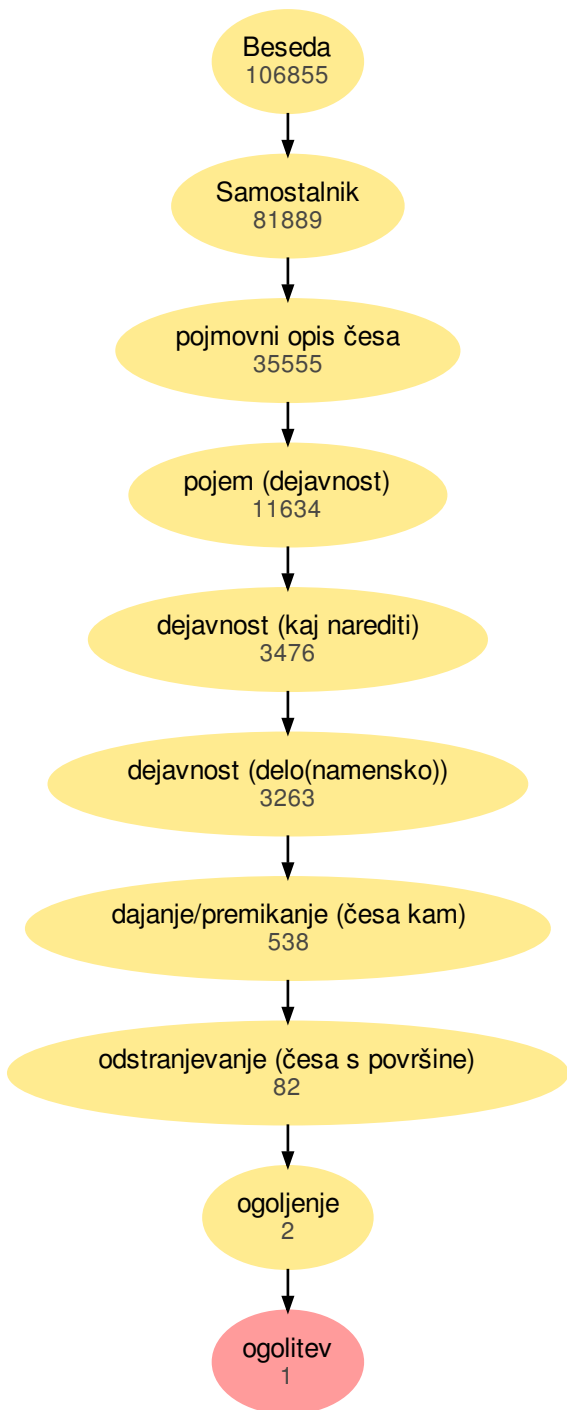 Beseda
106855
Samostalnik
81889
pojmovni opis česa
35555
pojem (dejavnost)
11634
dejavnost (kaj narediti)
3476
dejavnost (delo(namensko))
3263
dajanje/premikanje (česa kam)
538
odstranjevanje (česa s površine)
82
ogoljenje
2
ogolitev
1